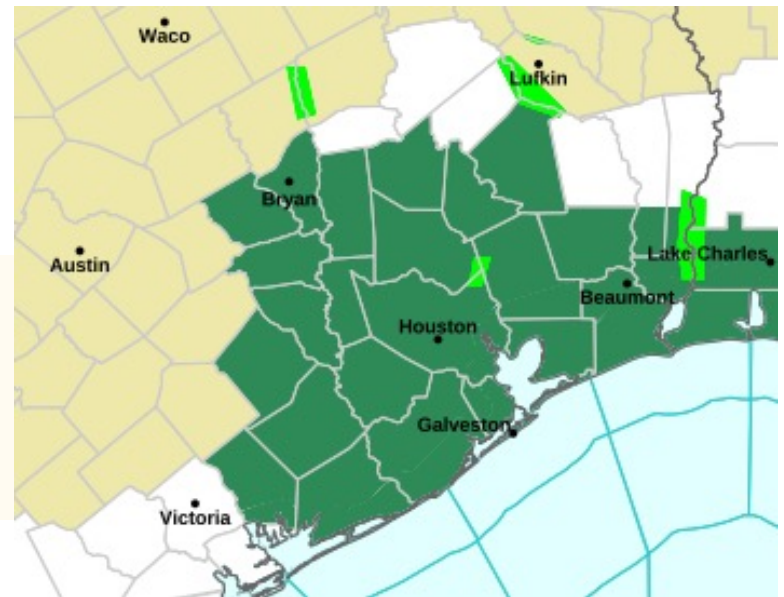 Waco
Lufkin
Bryan
Austin
Lake Charles
Beaumont
Houston
Galveston
Victoria